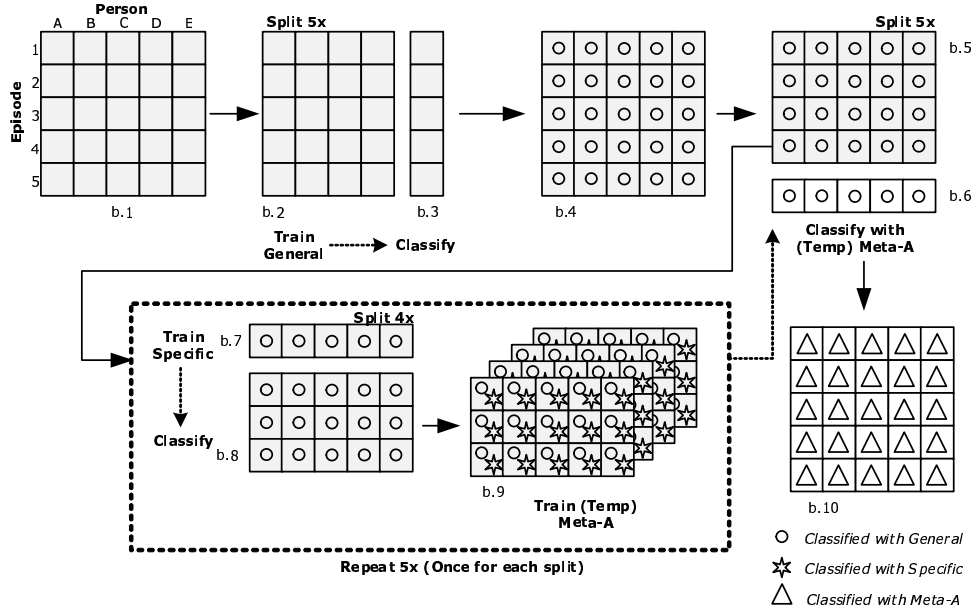 Person
A B C D E
Episode
1
2
3
4
5
b.1
Split 5x
b.2
b.3
Train
General
Classify
b.4
Split 5x
b.5
b.6
Classify with
(Temp) Meta-A
Split 4x
Train
Specific
b.7
Classify
b.8
b.9
Train (Temp)
Meta-A
Repeat 5x (Once for each split)
b.10
Classified with General
Classified with Specific
Classified with Meta-A